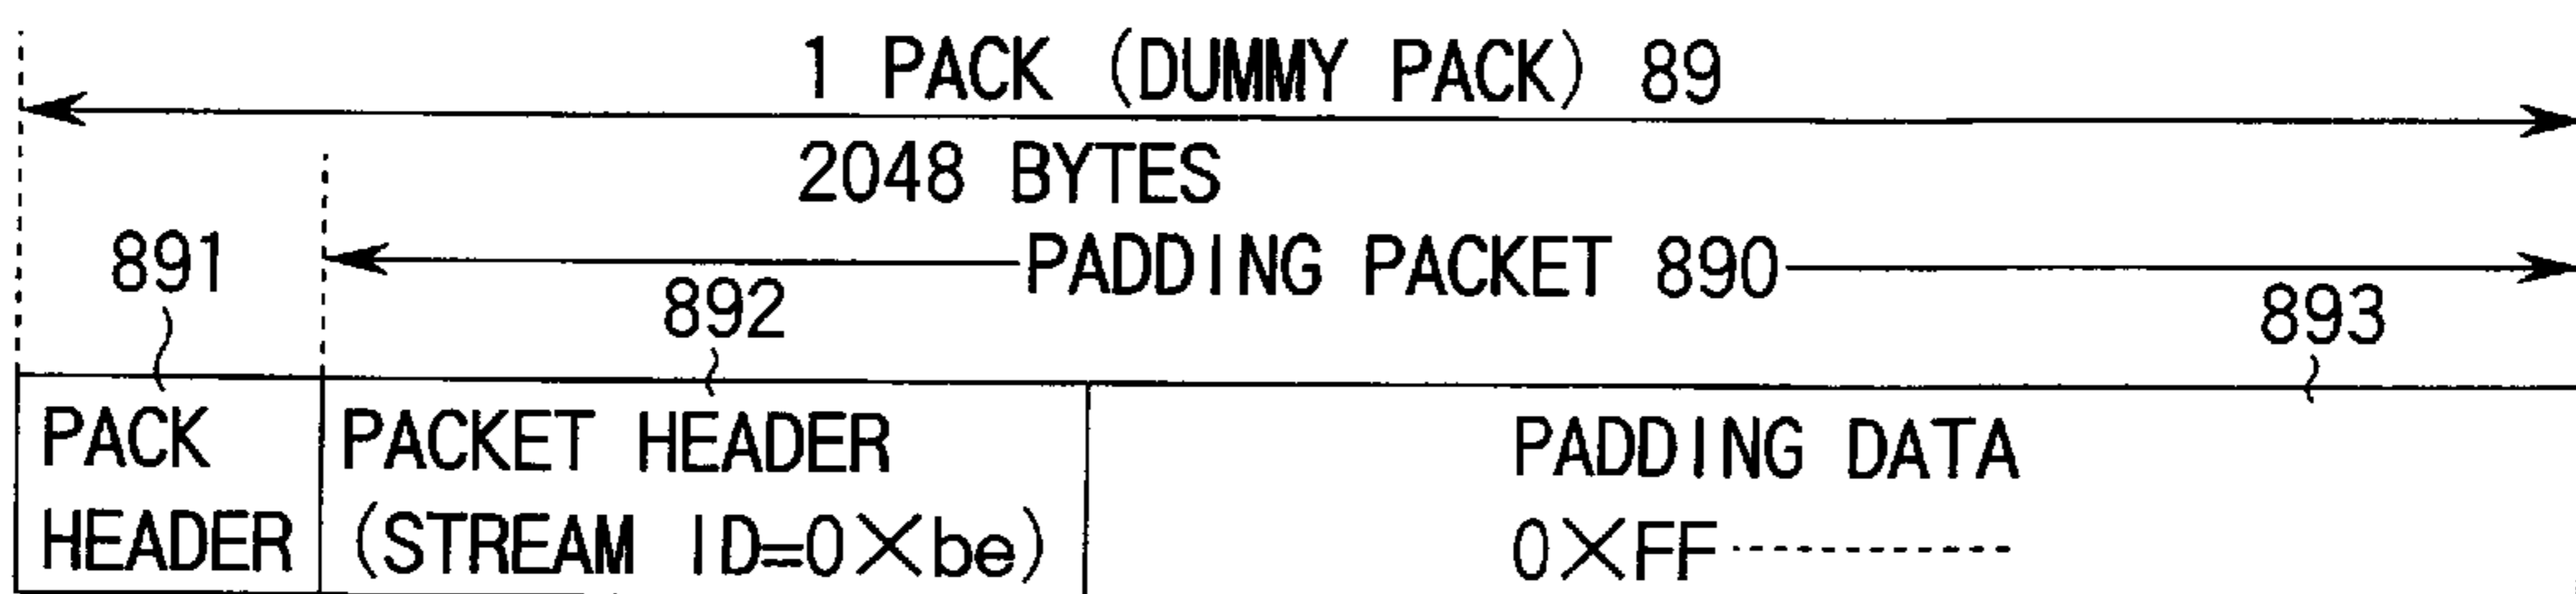 1 PACK (DUMMY PACK) 89
2048 BYTES
891
PADDING PACKET 890
892
893
PACK HEADER
PACKET HEADER
(STREAM ID=0×be)
PADDING DATA
0×FF-----------